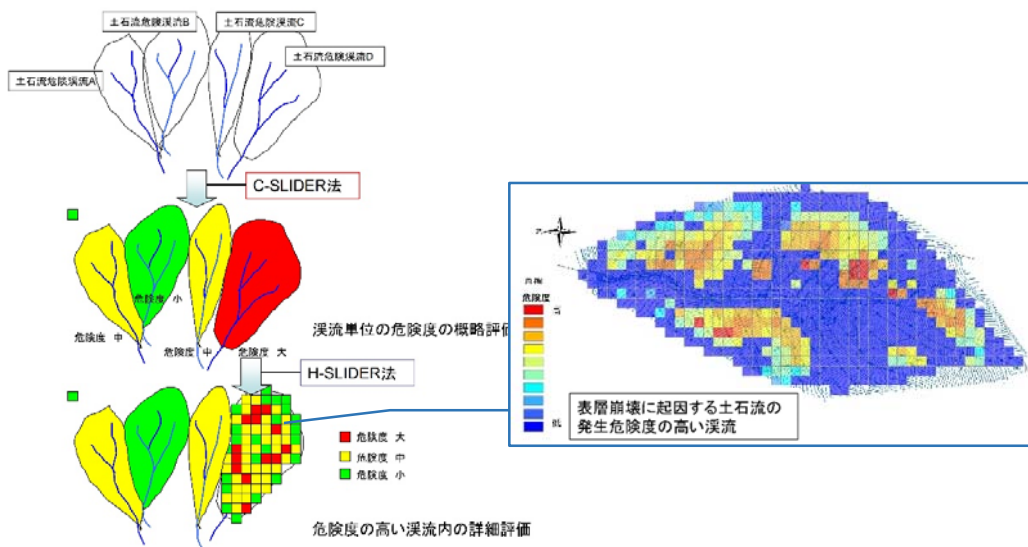 土石流危険渓流B
土石流危険渓流C
土石流危険渓流D
土石流危険渓流A
C-SLIDER法
危険度 小
危険度 中
危険度 中
危険度 大
渓流単位の危険度の概略評価
H-SLIDER法
危険度 大
危険度 中
危険度 小
危険度の高い渓流内の詳細評価
危険度
高
低
表層崩壊に起因する土石流の
発生危険度の高い渓流